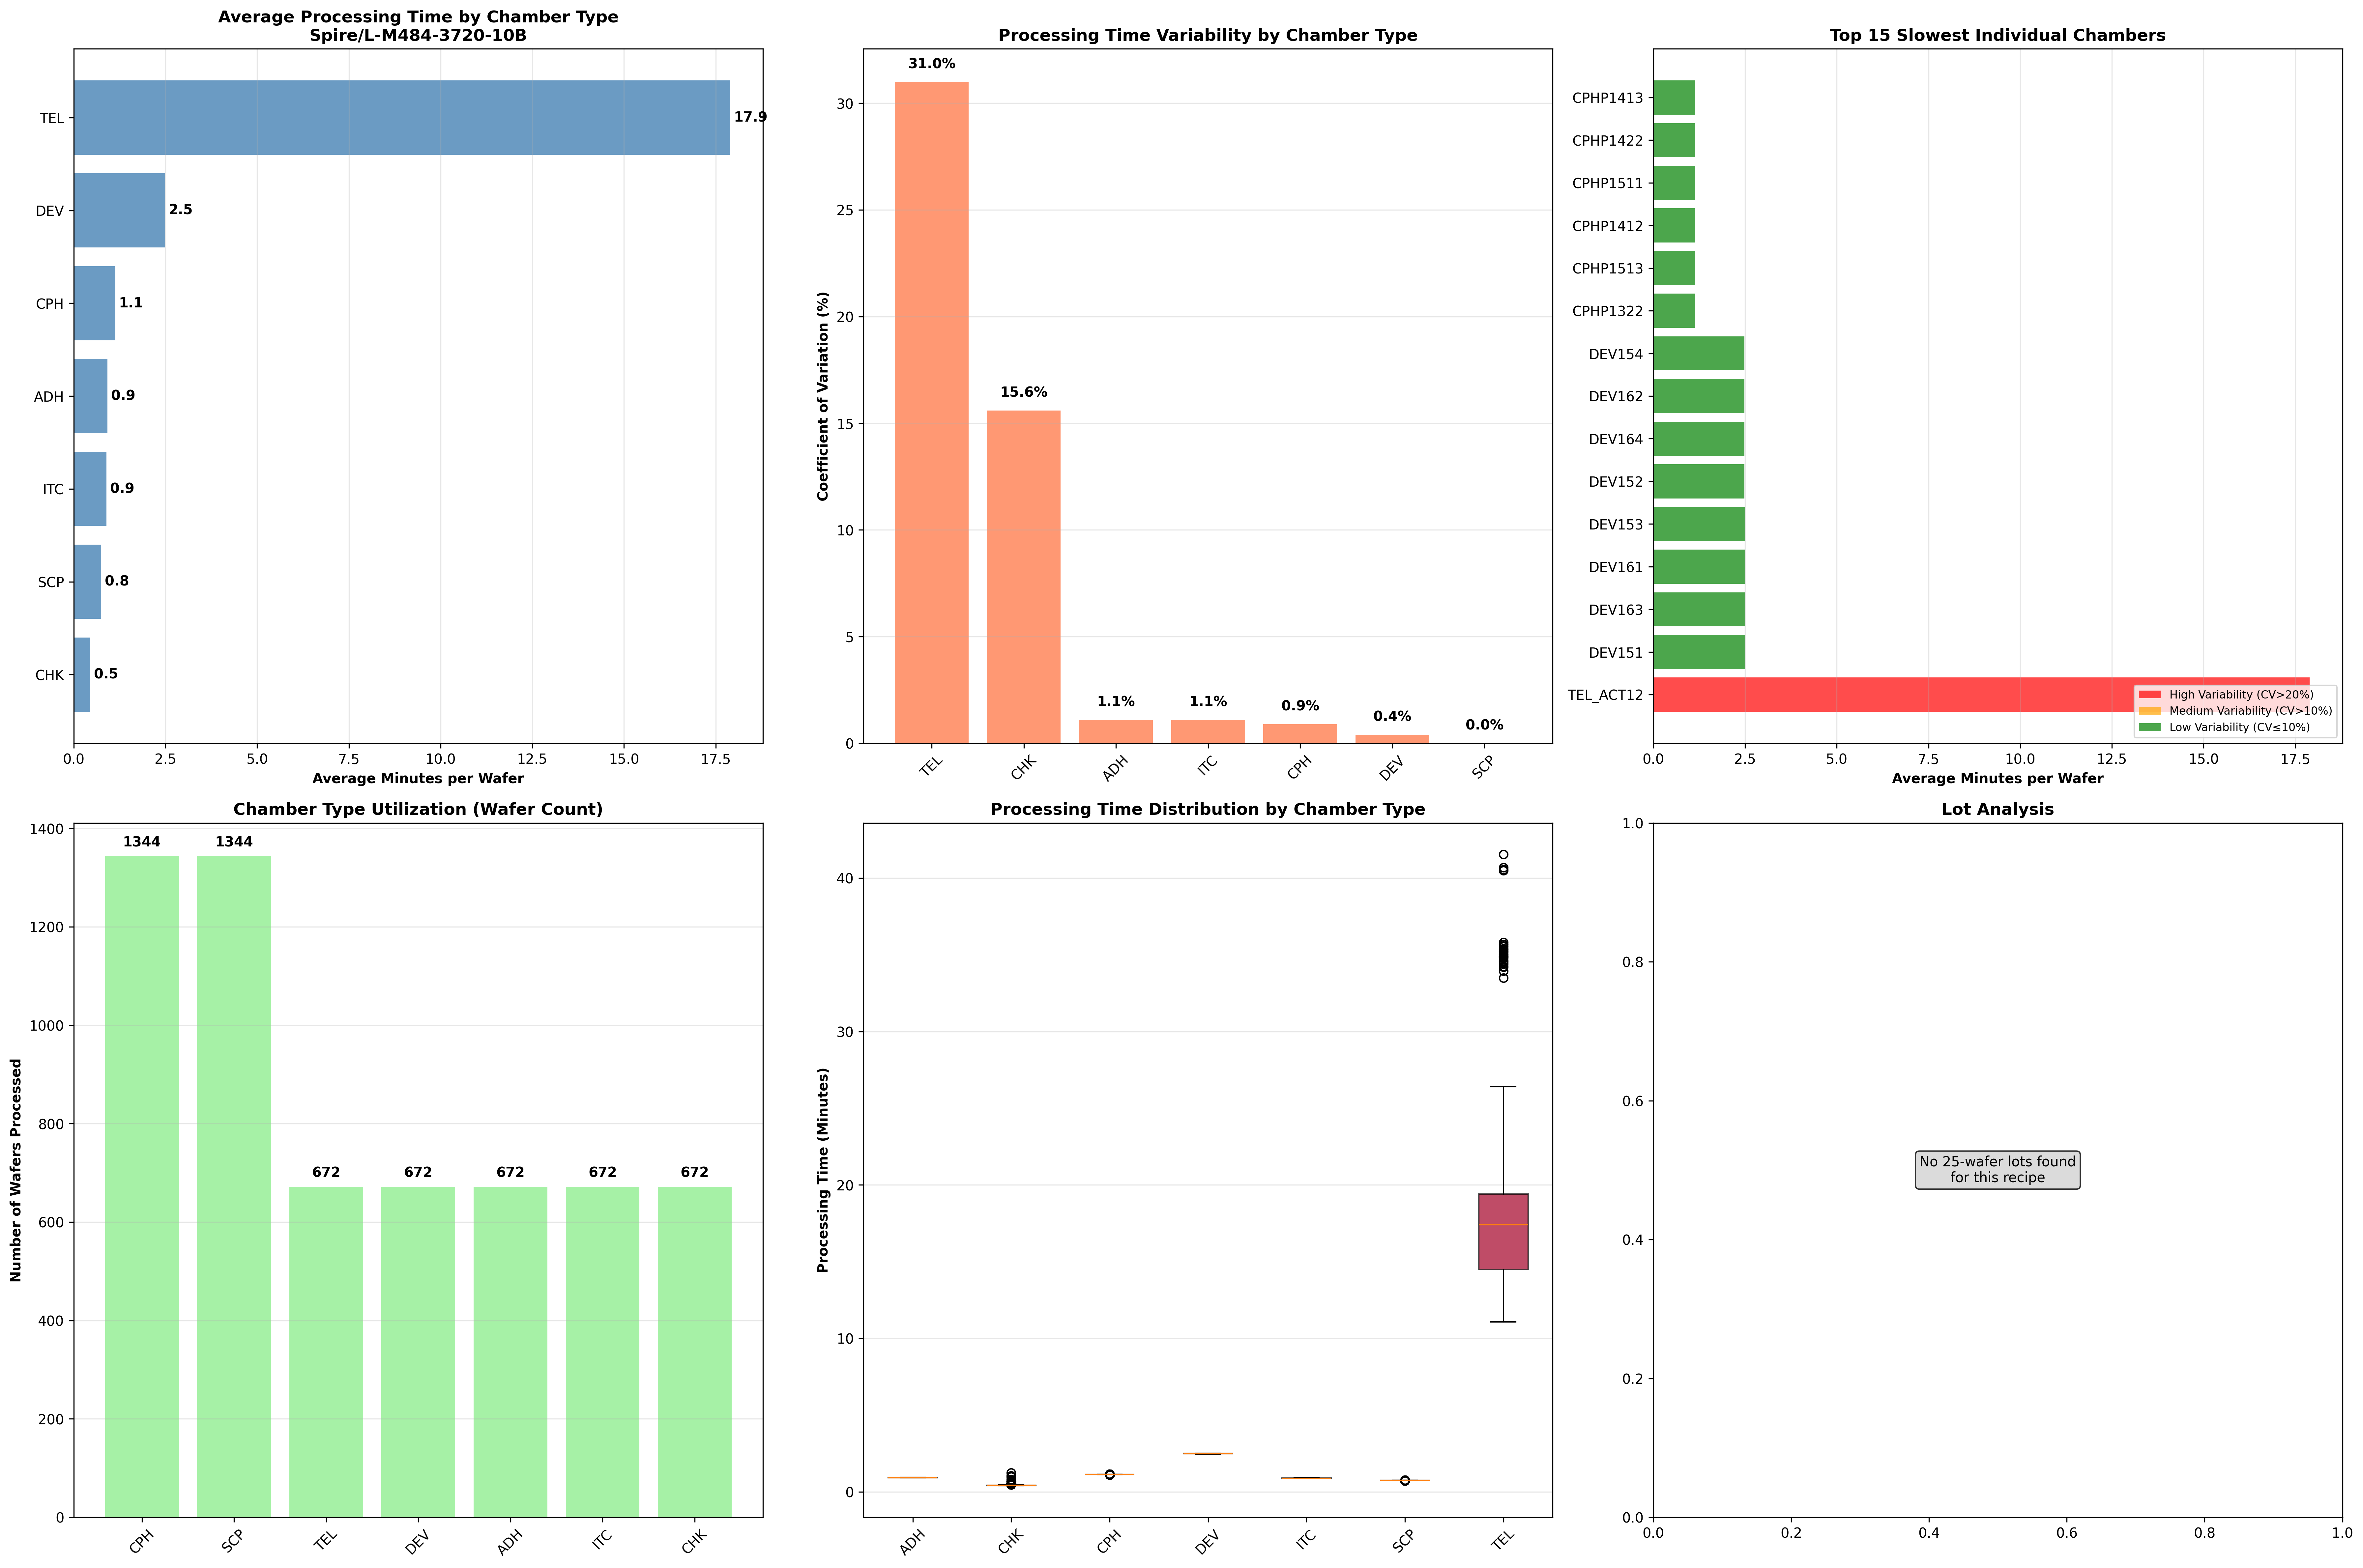 Average Processing Time by Chamber Type
Spire/L-M484-3720-10B
TEL
DEV
CPH
ADH
ITC
SCP
CHK
17.9
2.5
1.1
0.9
0.9
0.8
0.5
0.0 2.5 5.0 7.5 10.0 12.5 15.0 17.5
Average Minutes per Wafer
Processing Time Variability by Chamber Type
Coefficient of Variation (%)
30
25
20
15
10
5
0
31.0%
15.6%
1.1%
1.1%
0.9%
0.4%
0.0%
TEL CHK ADH ITC CPH DEV SCP
Top 15 Slowest Individual Chambers
CPHP1413
CPHP1422
CPHP1511
CPHP1412
CPHP1513
CPHP1322
DEV154
DEV162
DEV164
DEV152
DEV153
DEV161
DEV163
DEV151
TEL_ACT12
High Variability (CV>20%)
Medium Variability (CV>10%)
Low Variability (CV≤10%)
0.0 2.5 5.0 7.5 10.0 12.5 15.0 17.5
Average Minutes per Wafer
Chamber Type Utilization (Wafer Count)
Number of Wafers Processed
1400
1200
1000
800
600
400
200
0
1344 1344 672 672 672 672 672
CPH SCP TEL DEV ADH ITC CHK
Processing Time Distribution by Chamber Type
Processing Time (Minutes)
40
30
20
10
0
ADH CHK CPH DEV ITC SCP TEL
Lot Analysis
1.0
0.8
0.6
0.4
0.2
0.0
No 25-wafer lots found
for this recipe
0.0 0.2 0.4 0.6 0.8 1.0